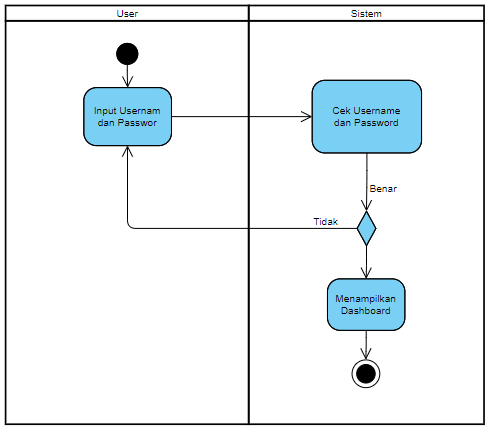 User
Sistem
Input Usernam
dan Passwor
Cek Username
dan Password
Benar
Tidak
Menampilkan
Dashboard